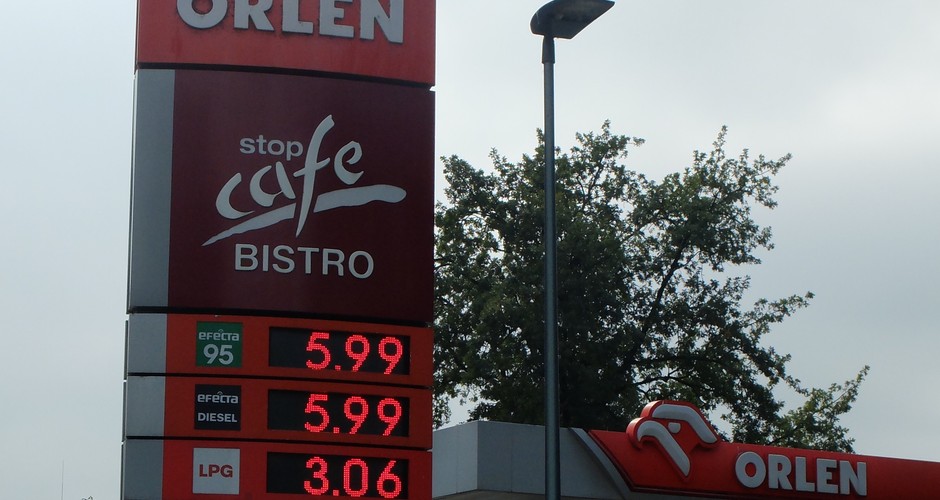 ORLEN
stop
cafe
BISTRO
efecta
95
5.99
efecta
DIESEL
5.99
LPG
3.06
ORLEN